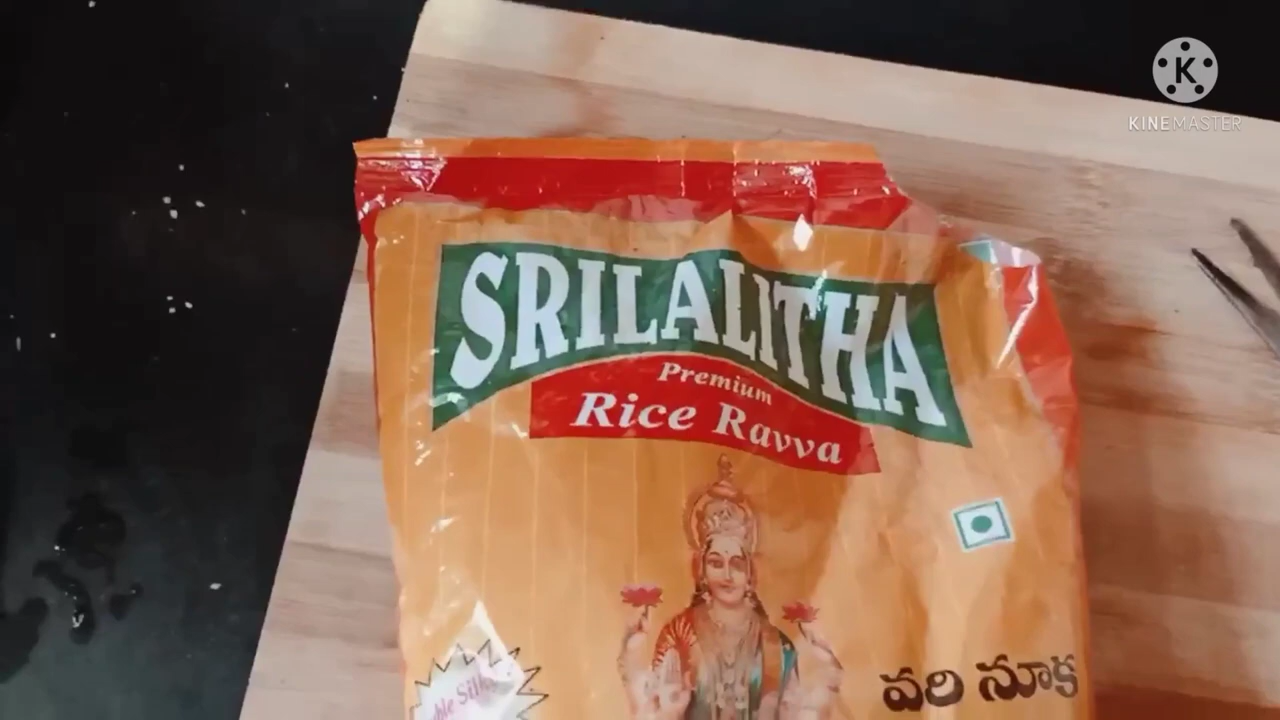 KINEMASTER
SRILALITHA
Premium
Rice Ravva
వరి నూక